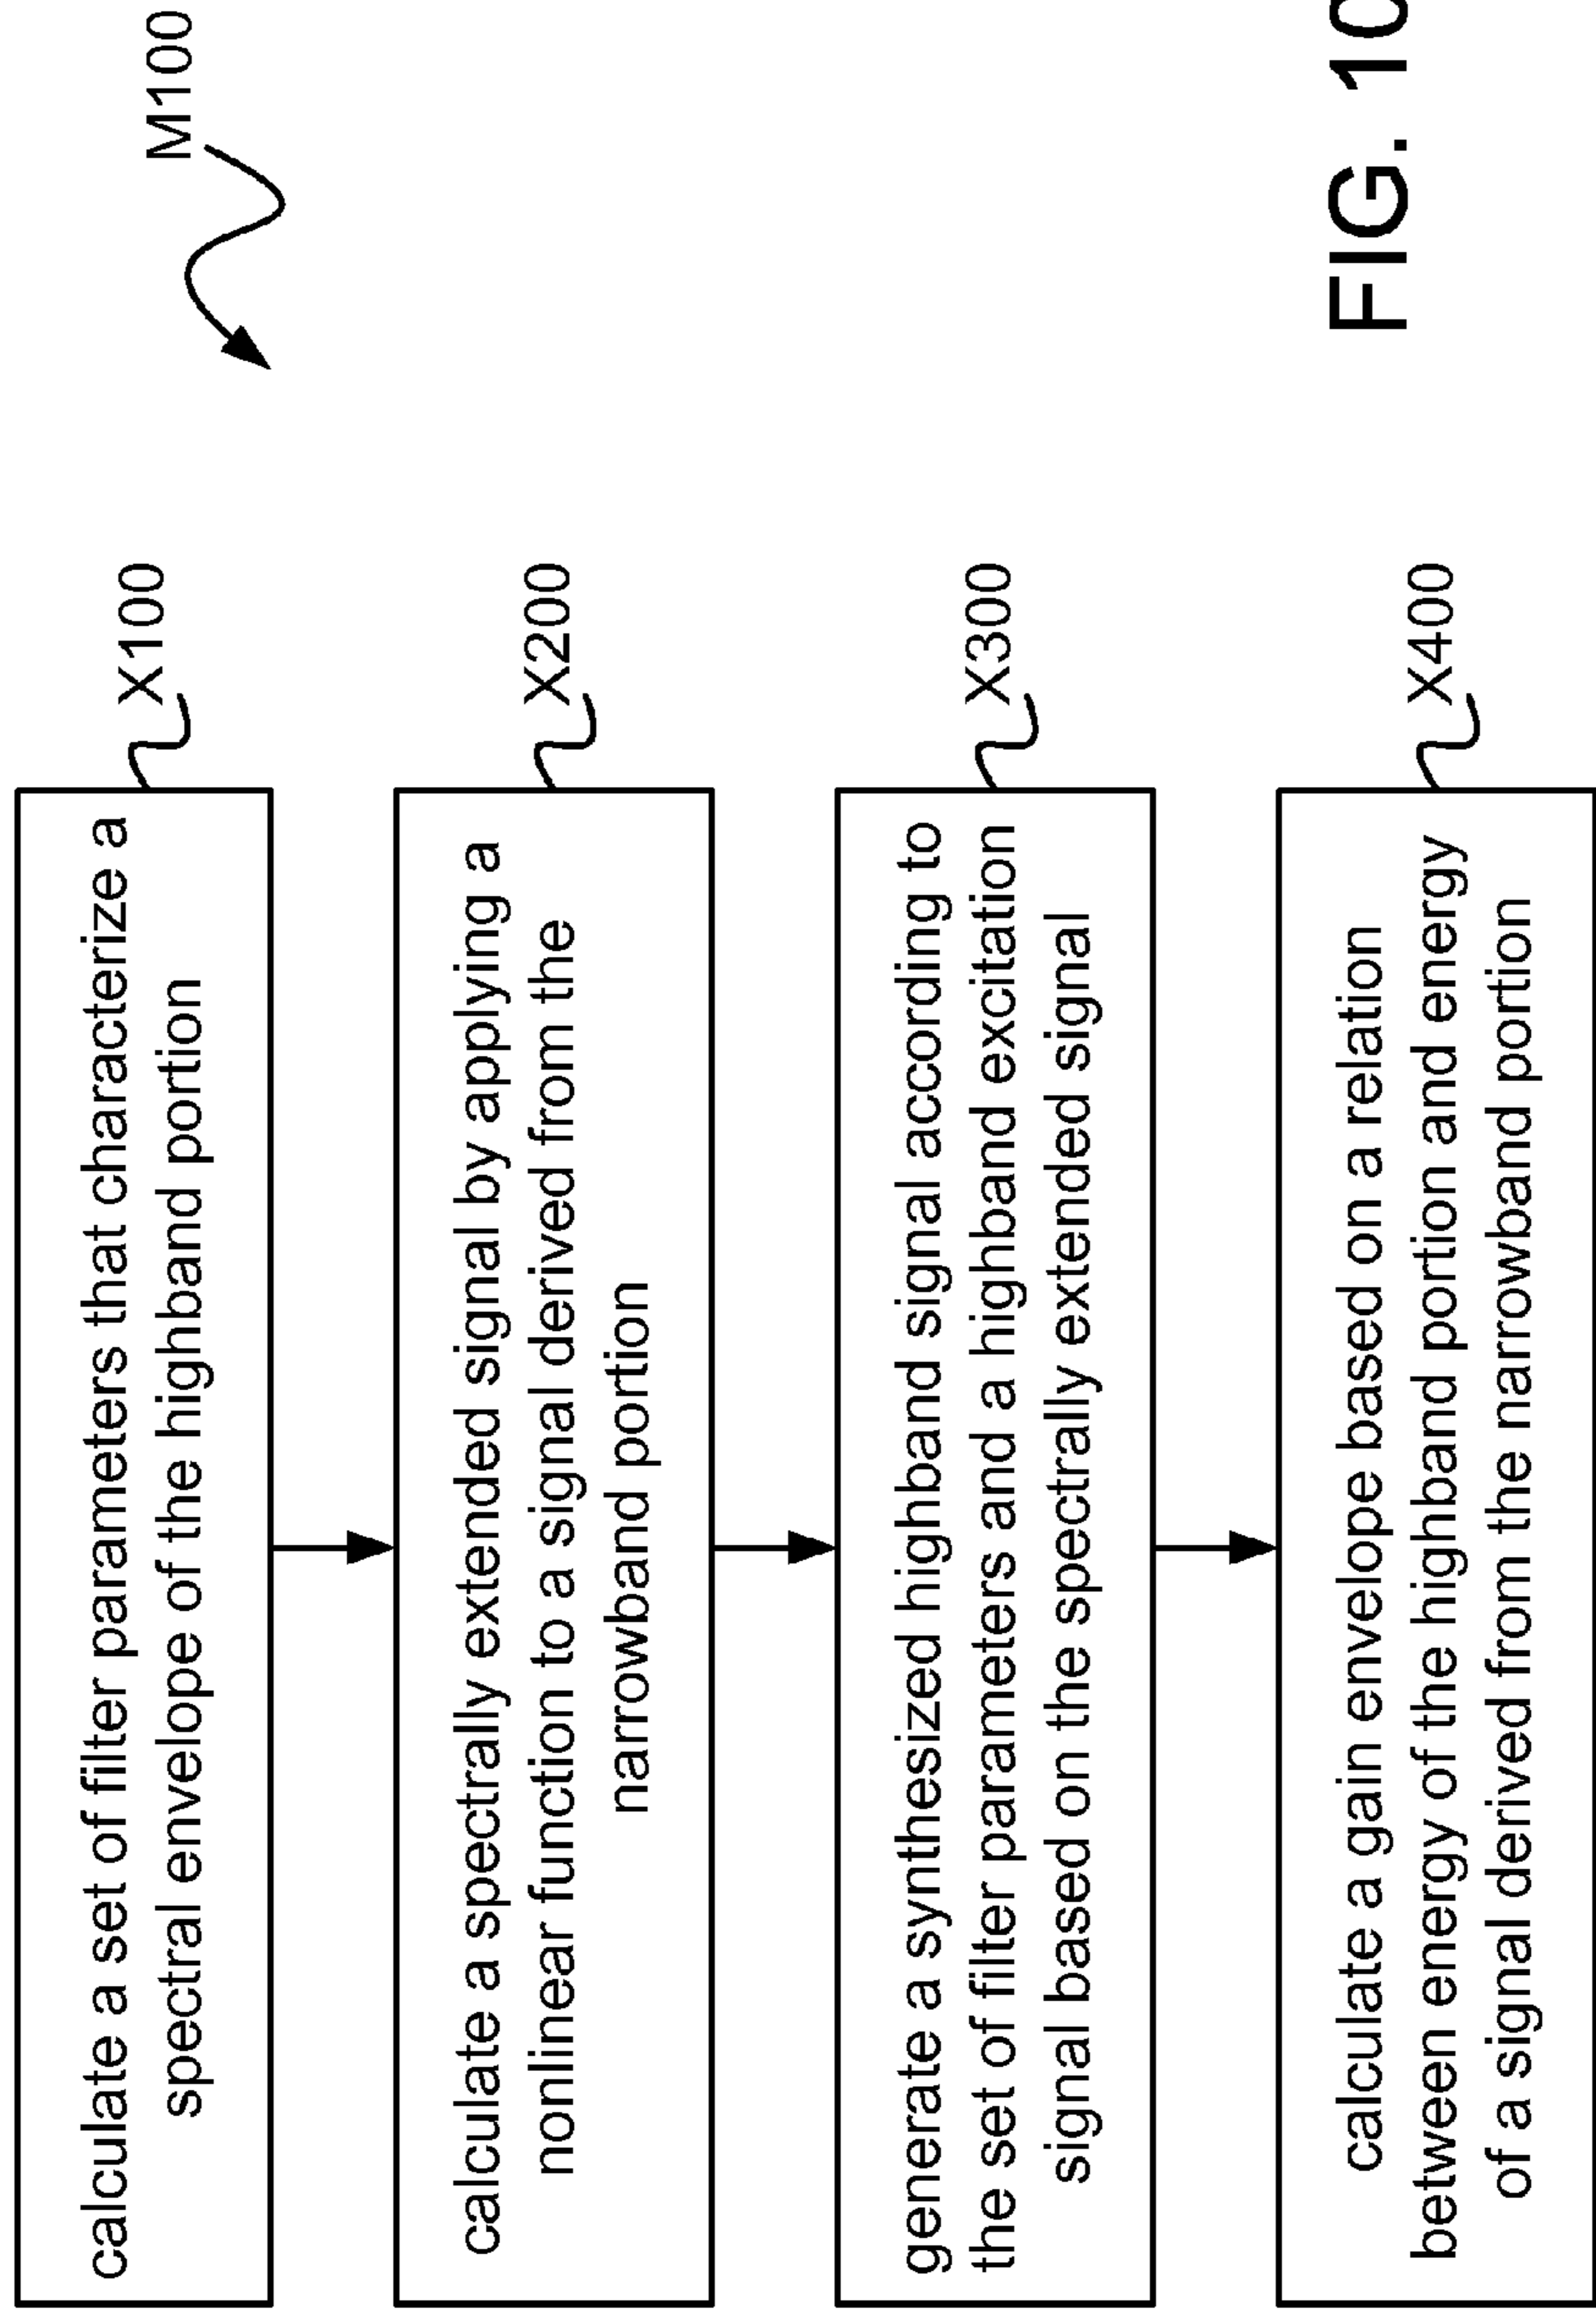 M100
calculate a set of filter parameters that characterize a
spectral envelope of the highband portion
X100
calculate a spectrally extended signal by applying a
nonlinear function to a signal derived from the
narrowband portion
X200
generate a synthesized highband signal according to
the set of filter parameters and a highband excitation
signal based on the spectrally extended signal
X300
calculate a gain envelope based on a relation
between energy of the highband portion and energy
of a signal derived from the narrowband portion
X400
FIG. 10